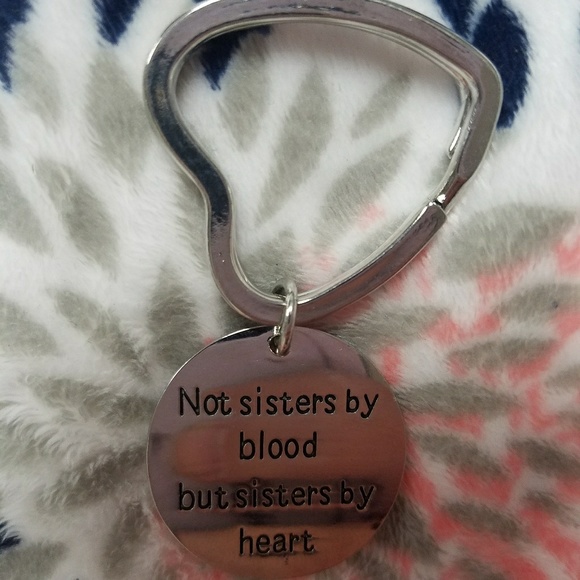 Not sisters by
blood
but sisters by
heart